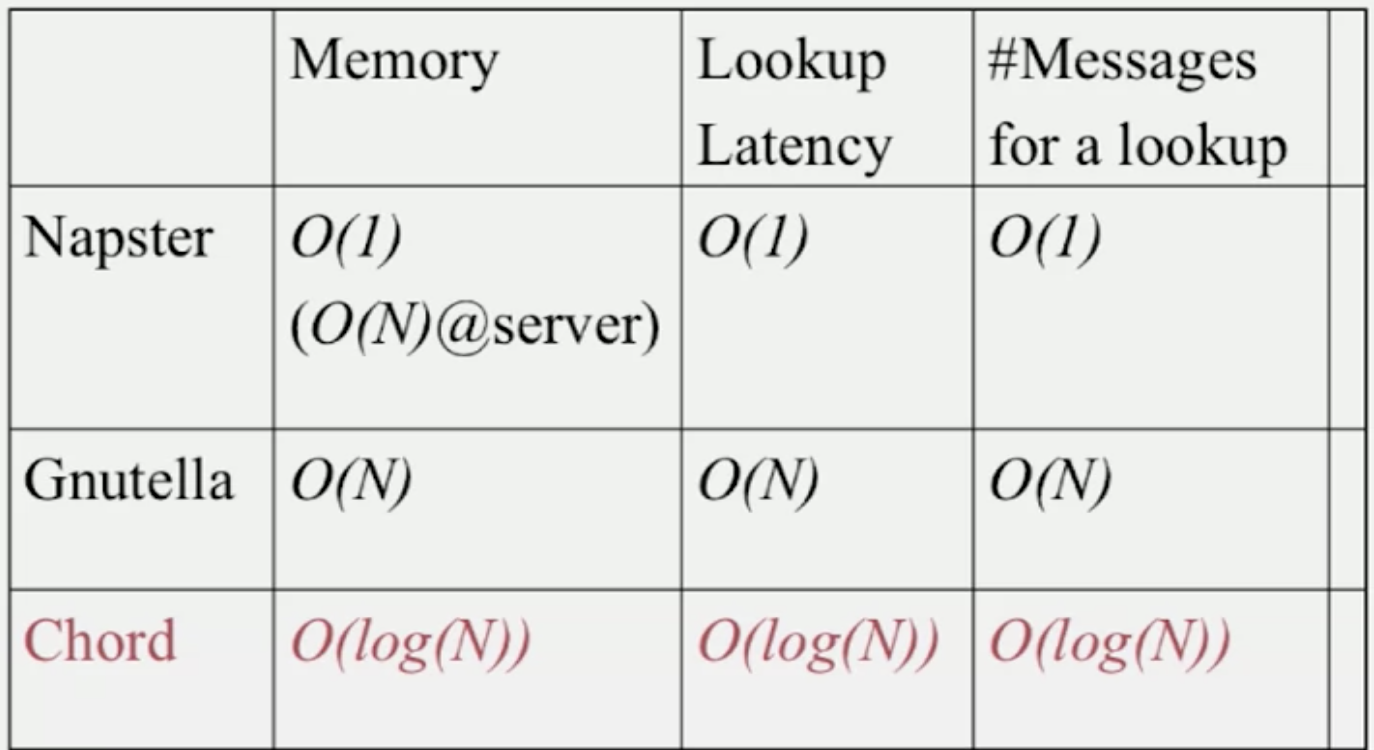 Memory
Lookup
Latency
#Messages
for a lookup
Napster
O(1)
(O(N)@server)
O(1)
O(1)
Gnutella
O(N)
O(N)
O(N)
Chord
O(log(N))
O(log(N))
O(log(N))